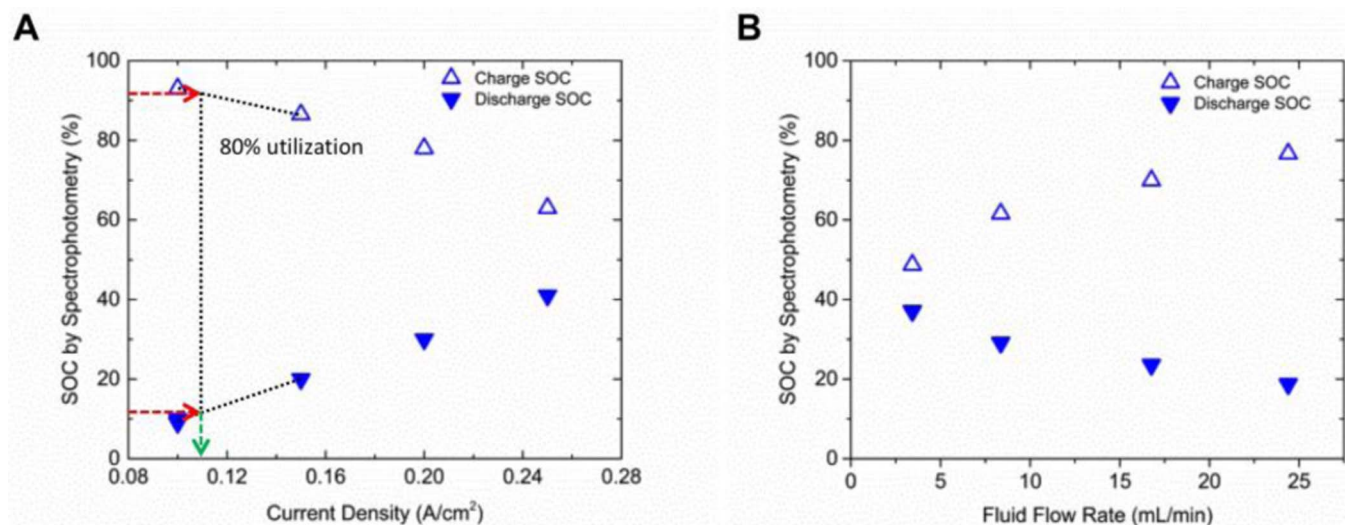 A
100
80
60
40
20
0
SOC by Spectrophotometry (%)
Charge SOC
Discharge SOC
80% utilization
0.08 0.12 0.16 0.20 0.24 0.28
Current Density (A/cm²)
B
100
80
60
40
20
0
SOC by Spectrophotometry (%)
Charge SOC
Discharge SOC
0 5 10 15 20 25
Fluid Flow Rate (mL/min)